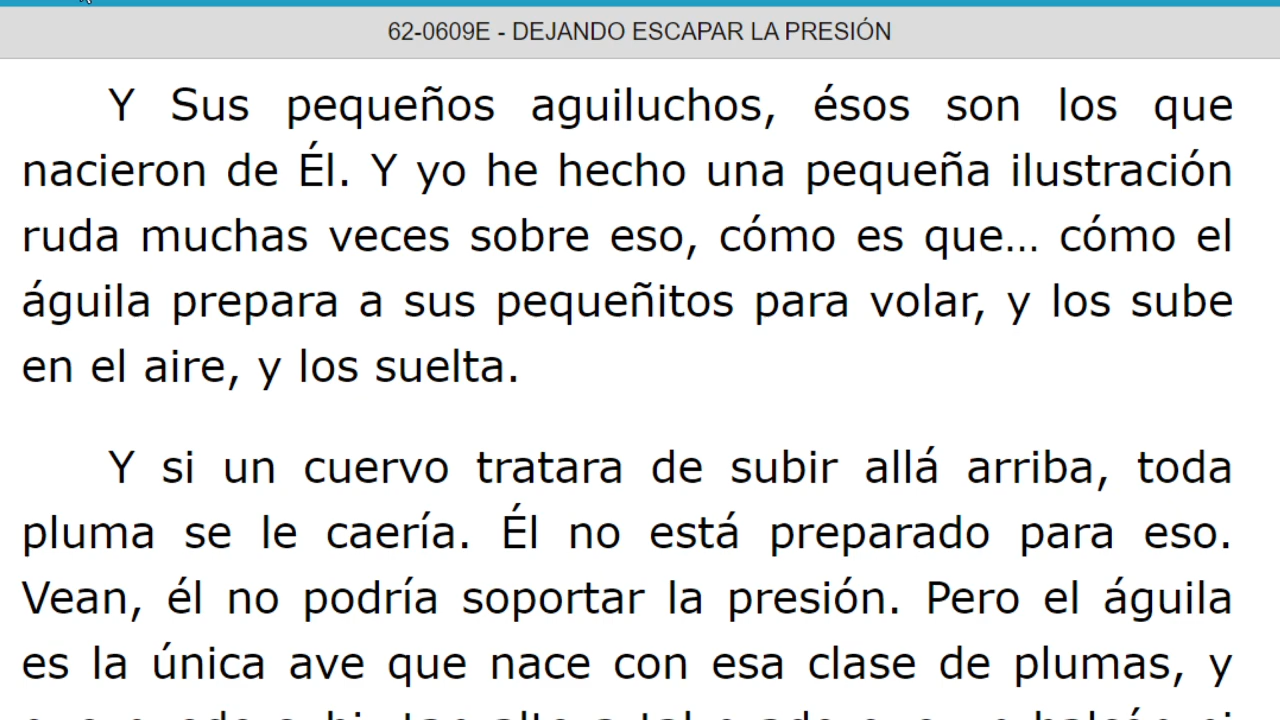 62-0609E - DEJANDO ESCAPAR LA PRESIÓN
Y Sus pequeños aguiluchos, ésos son los que
nacieron de Él. Y yo he hecho una pequeña ilustración
ruda muchas veces sobre eso, cómo es que... cómo el
águila prepara a sus pequeñitos para volar, y los sube
en el aire, y los suelta.
Y si un cuervo tratara de subir allá arriba, toda
pluma se le caería. Él no está preparado para eso.
Vean, él no podría soportar la presión. Pero el águila
es la única ave que nace con esa clase de plumas, y